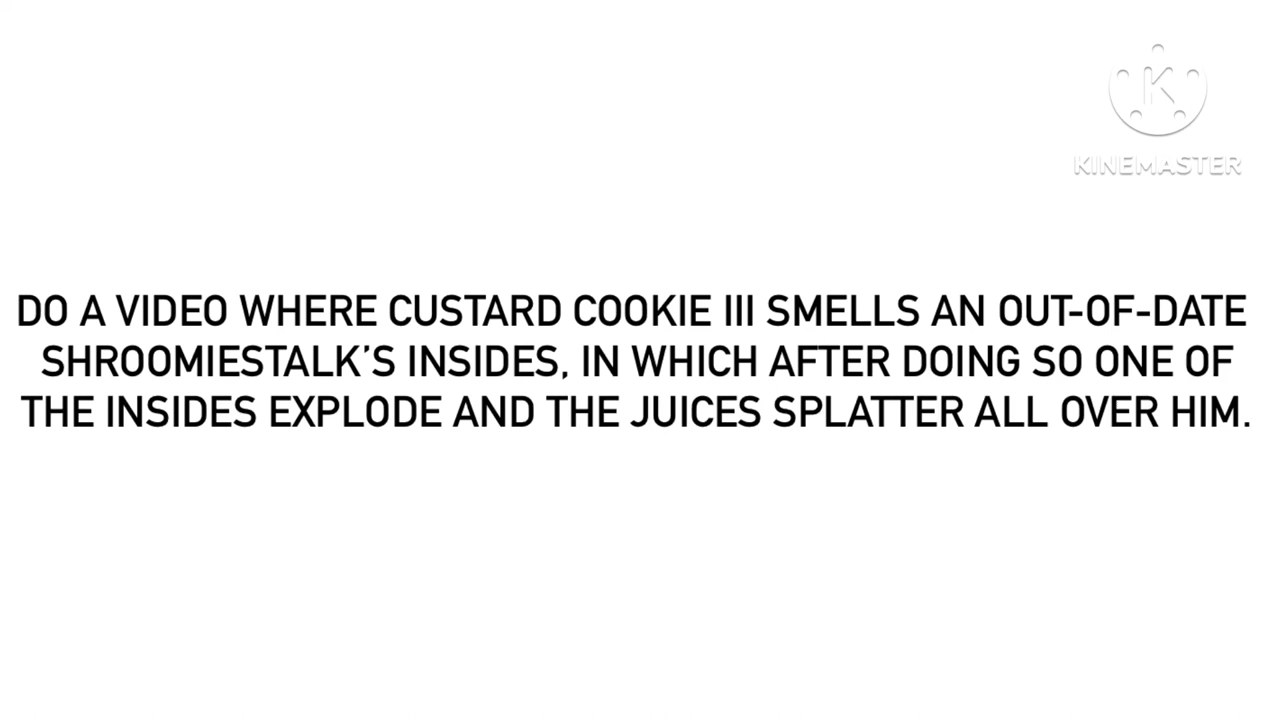 KINEMASTER
DO A VIDEO WHERE CUSTARD COOKIE III SMELLS AN OUT-OF-DATE
SHROOMIESTALK’S INSIDES, IN WHICH AFTER DOING SO ONE OF
THE INSIDES EXPLODE AND THE JUICES SPLATTER ALL OVER HIM.